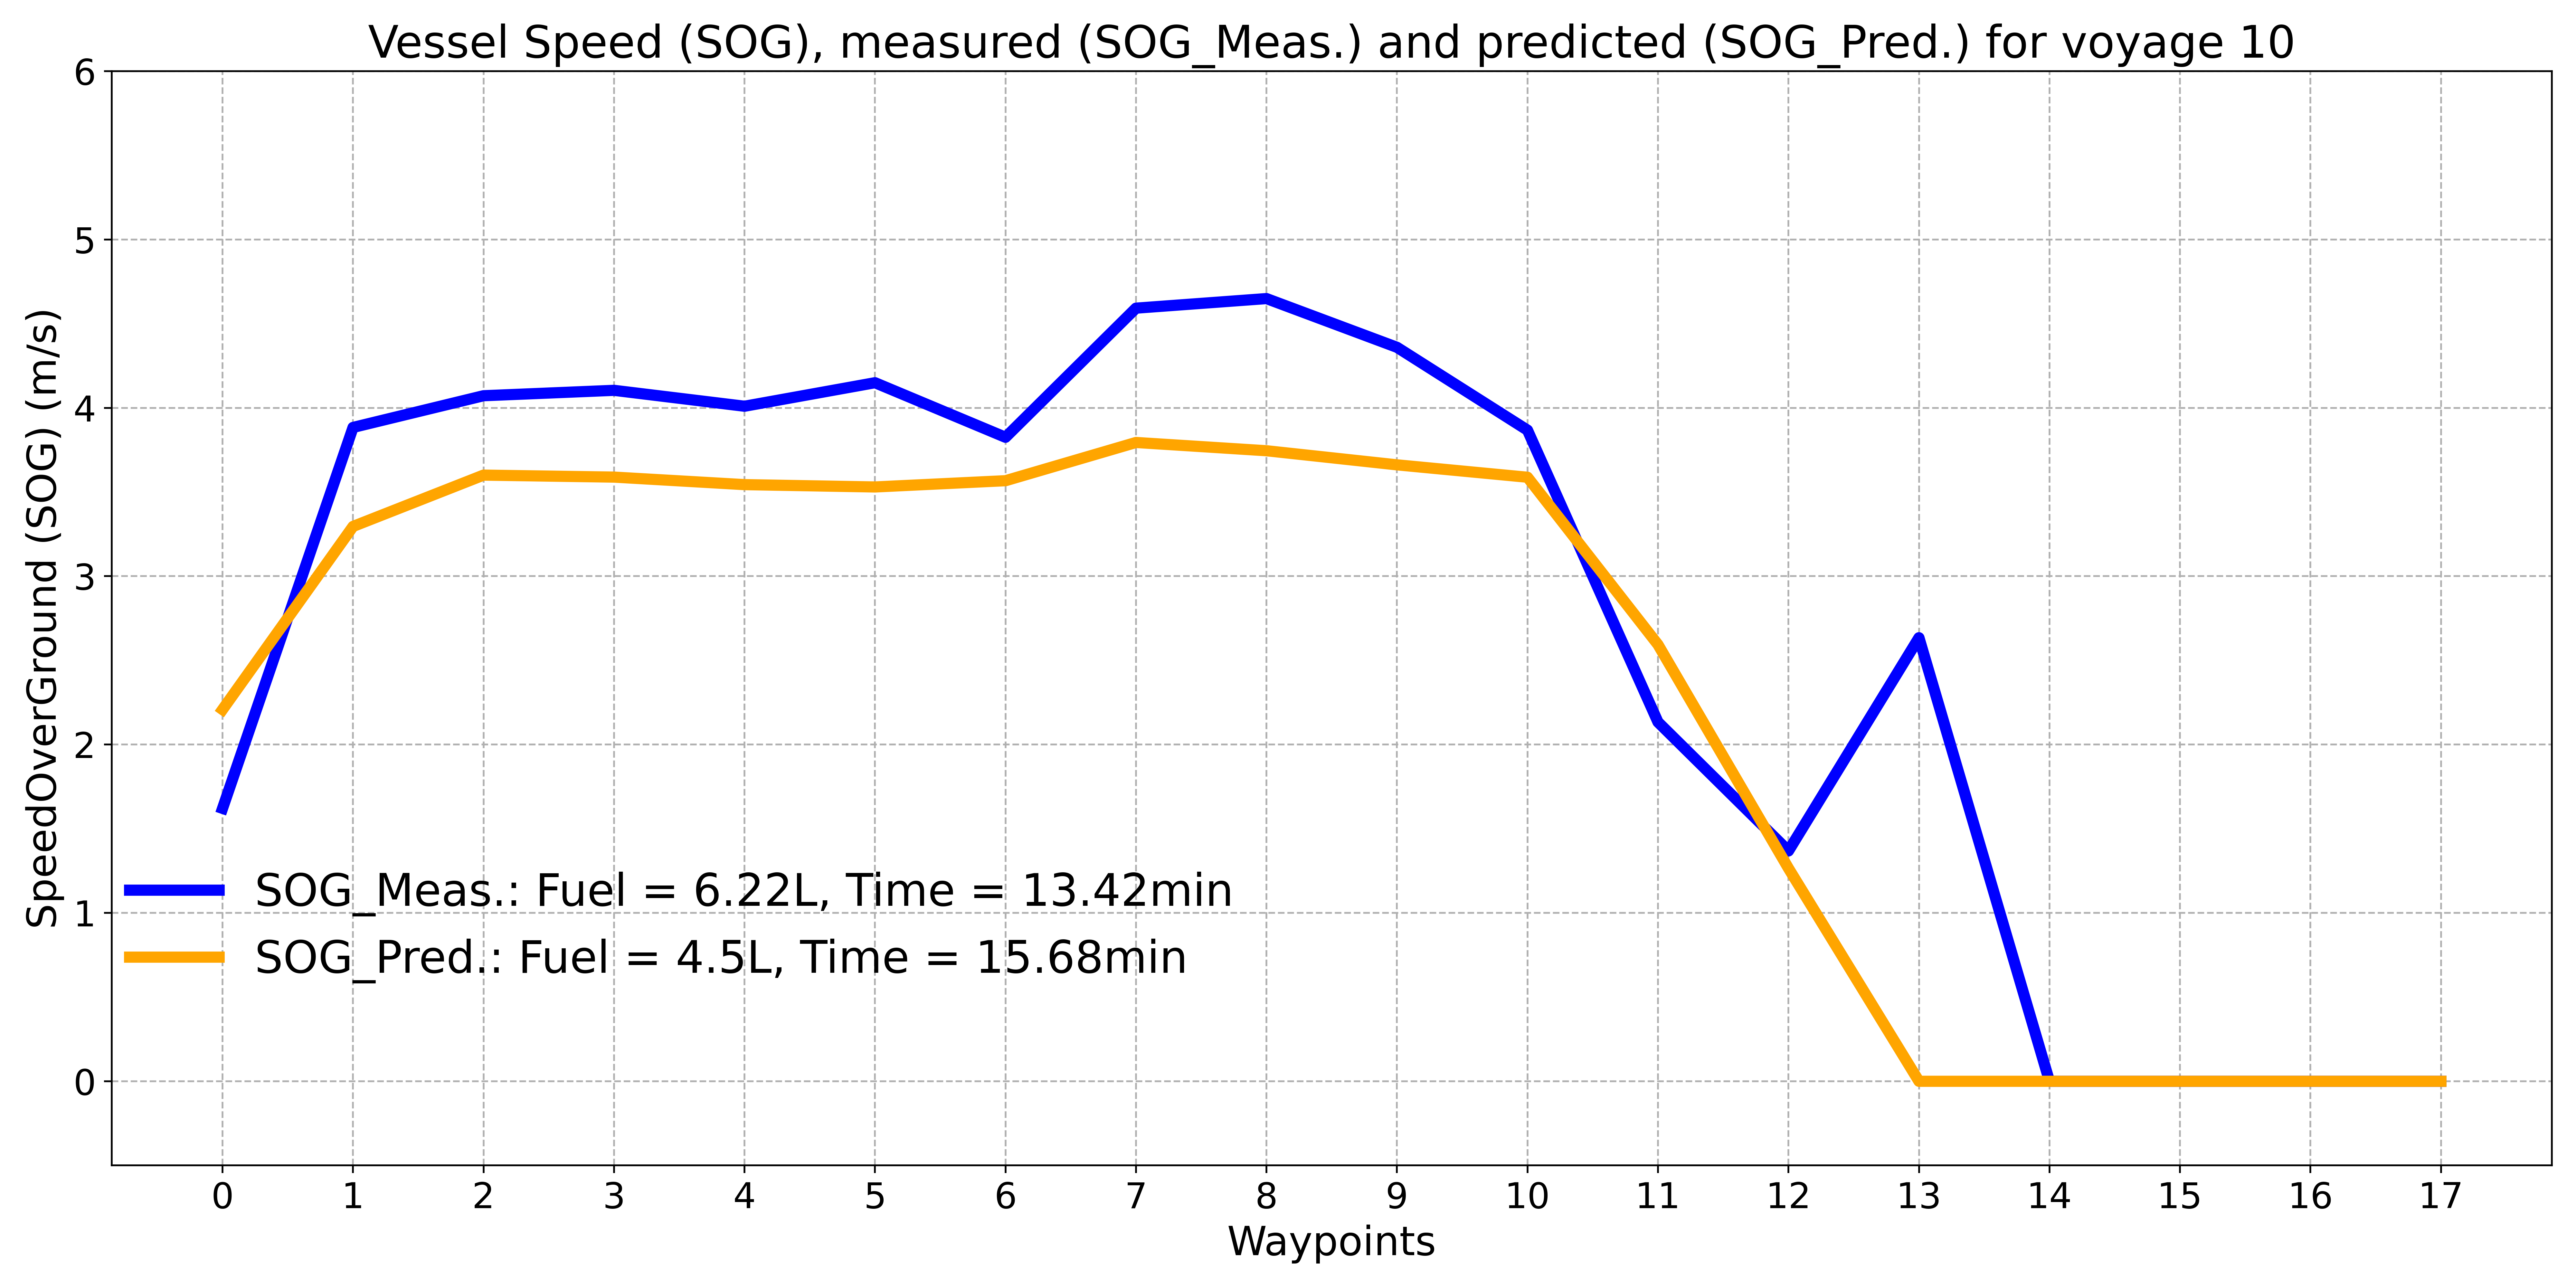 Vessel Speed (SOG), measured (SOG_Meas.) and predicted (SOG_Pred.) for voyage 10
SpeedOverGround (SOG) (m/s)
6
5
4
3
2
1
0
SOG_Meas.: Fuel = 6.22L, Time = 13.42min
SOG_Pred.: Fuel = 4.5L, Time = 15.68min
0 1 2 3 4 5 6 7 8 9 10 11 12 13 14 15 16 17
Waypoints